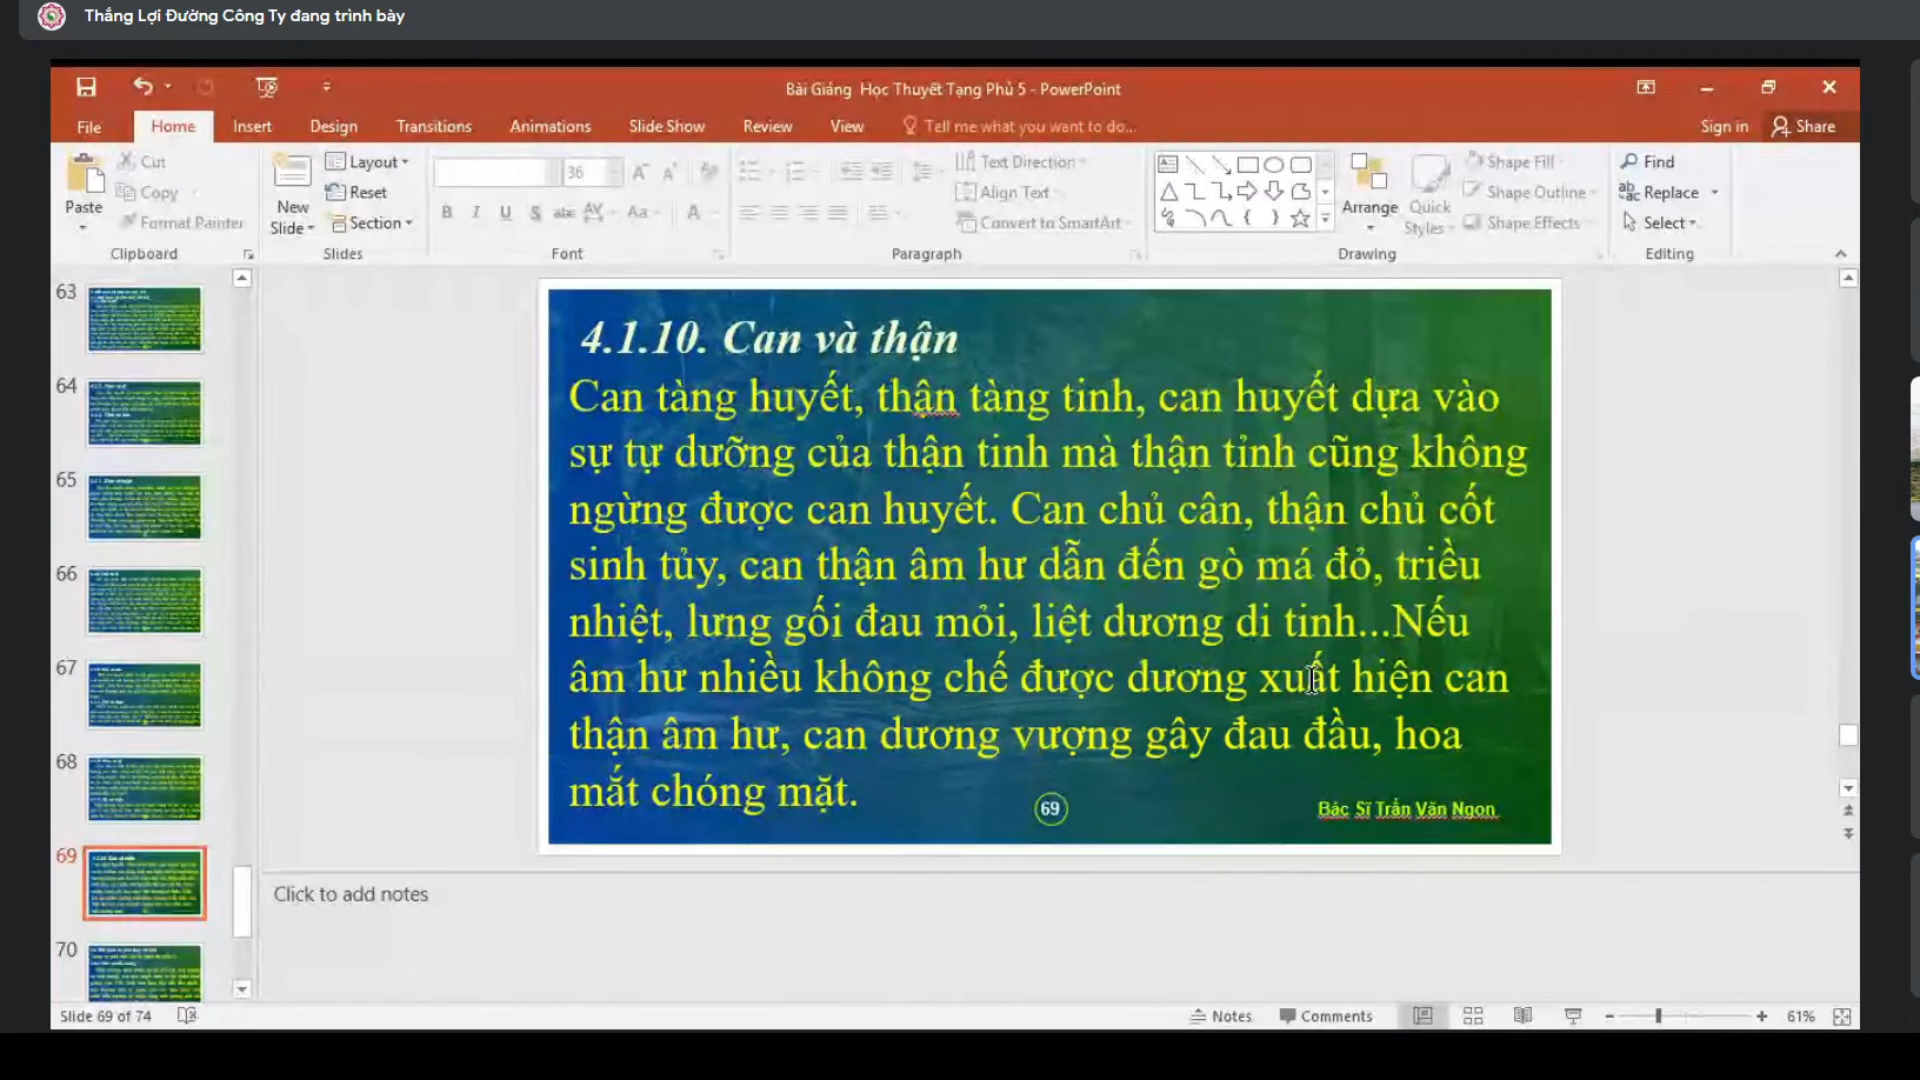 Thắng Lợi Đường Công Ty đang trình bày
Bài Giảng Học Thuyết Tạng Phủ 5 - PowerPoint
File Home Insert Design Transitions Animations Slide Show Review View Tell me what you want to do... Sign in Share
Cut
Copy
Format Painter
Paste
Clipboard
New Slide
Layout
Reset
Section
Slides
36
B I U S abc AV Aa A
Font
Text Direction
Align Text
Convert to SmartArt
Paragraph
Arrange
Quick Styles
Shape Fill
Shape Outline
Shape Effects
Drawing
Find
Replace
Select
Editing
63
64
65
66
67
68
69
70
4.1.10. Can và thận
Can tàng huyết, thận tàng tinh, can huyết dựa vào
sự tự dưỡng của thận tinh mà thận tỉnh cũng không
ngừng được can huyết. Can chủ cân, thận chủ cốt
sinh tủy, can thận âm hư dẫn đến gò má đỏ, triều
nhiệt, lưng gối đau mỏi, liệt dương di tinh...Nếu
âm hư nhiều không chế được dương xuất hiện can
thận âm hư, can dương vượng gây đau đầu, hoa
mắt chóng mặt.
69
Bác Sĩ Trần Văn Ngon
Click to add notes
Slide 69 of 74
Notes Comments 61%